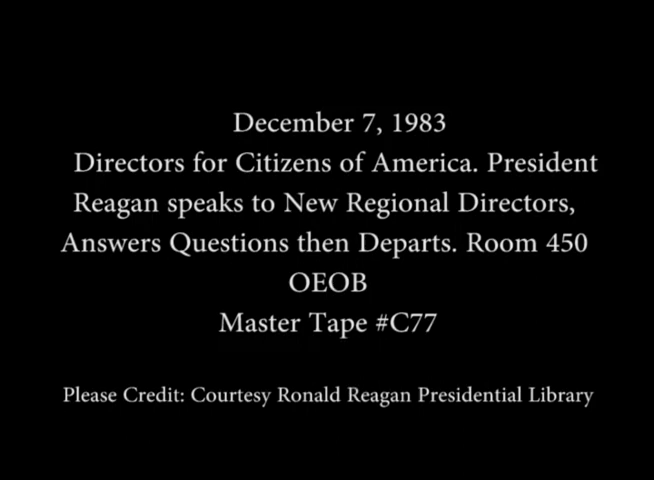 December 7, 1983
Directors for Citizens of America. President
Reagan speaks to New Regional Directors,
Answers Questions then Departs. Room 450
OEOB
Master Tape #C77
Please Credit: Courtesy Ronald Reagan Presidential Library